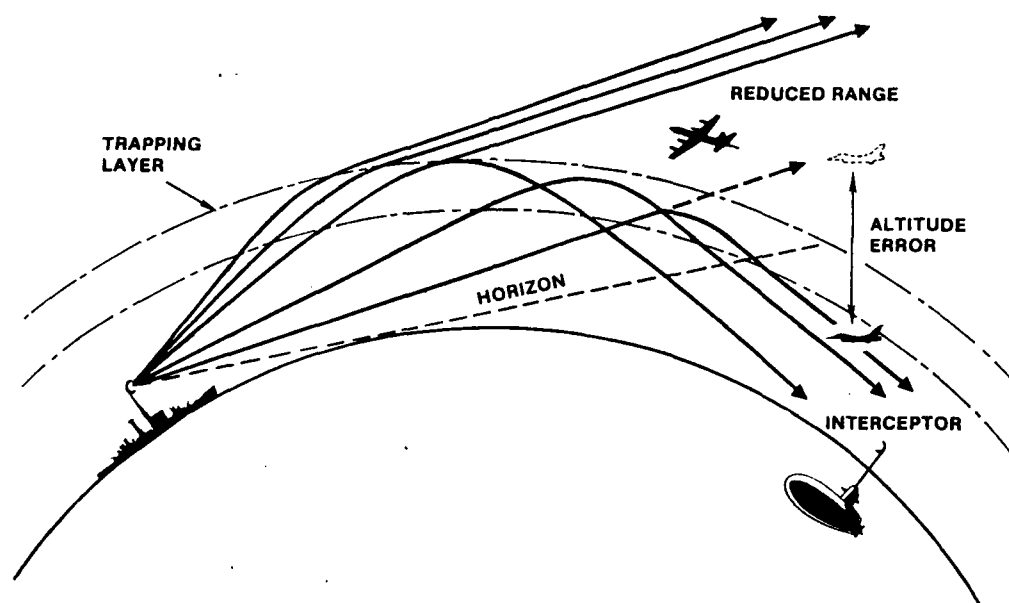 REDUCED RANGE
TRAPPING
LAYER
ALTITUDE
ERROR
HORIZON
INTERCEPTOR